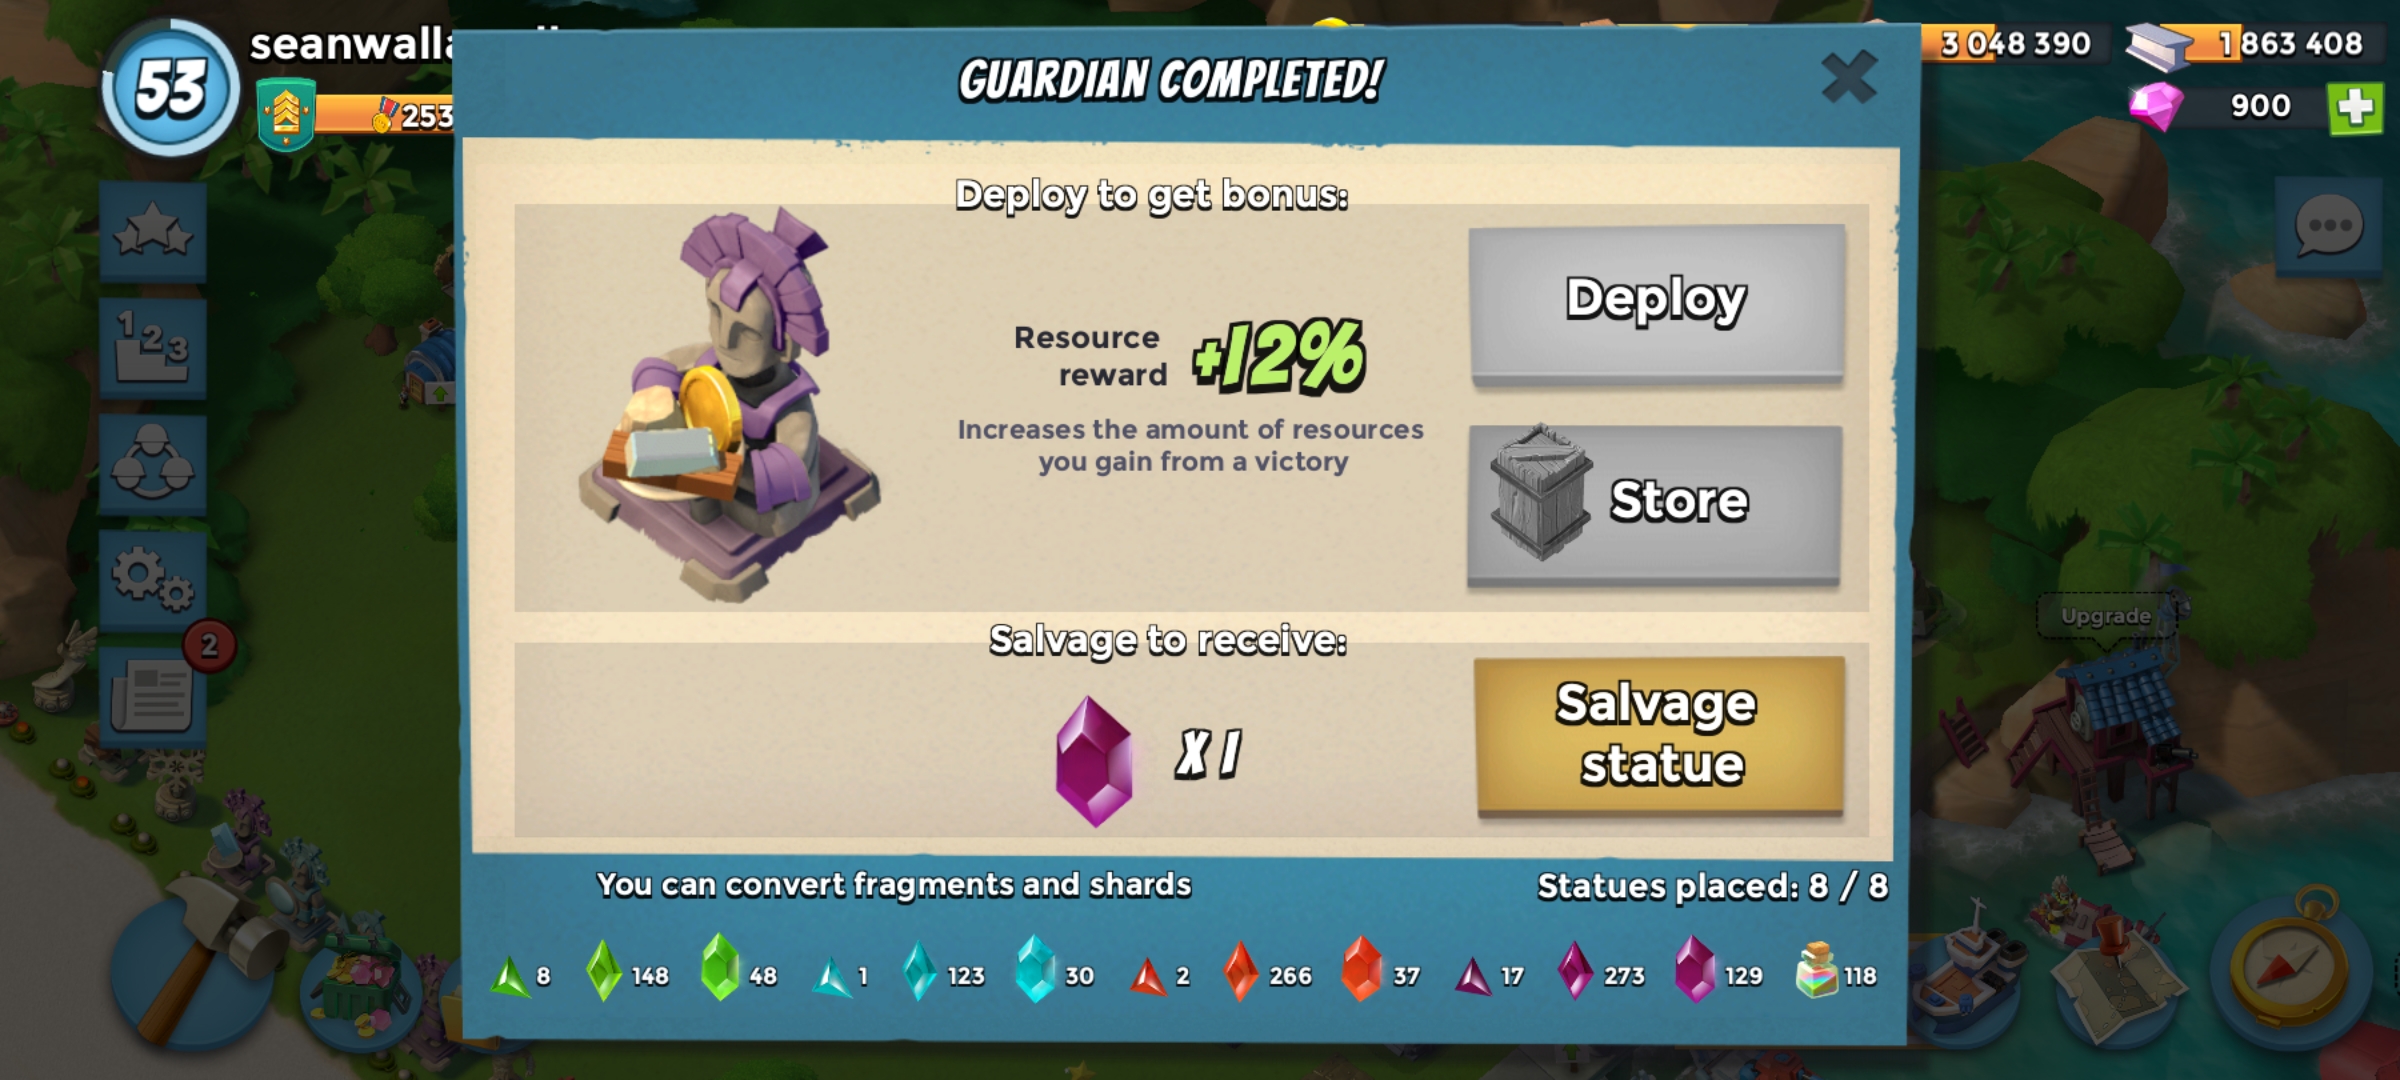 53
253
GUARDIAN COMPLETED!
3 048 390
1 863 408
900
Deploy to get bonus:
Resource
reward
+12%
Increases the amount of resources
you gain from a victory
Deploy
Store
1 2 3
2
Upgrade
Salvage to receive:
X 1
Salvage
statue
You can convert fragments and shards
Statues placed: 8 / 8
8 148 48 1 123 30 2 266 37 17 273 129 118